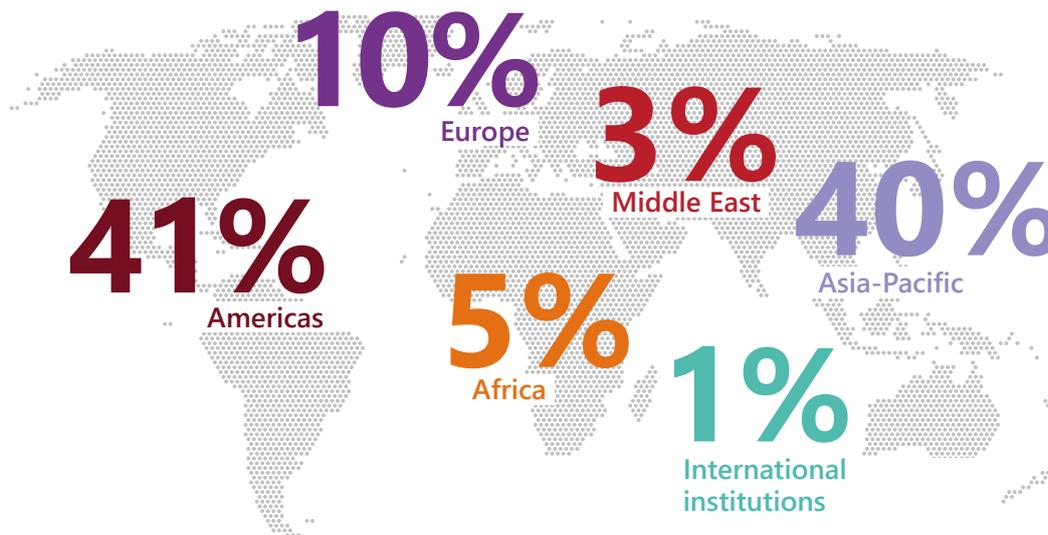 10%
Europe
3%
Middle East
40%
Asia-Pacific
41%
Americas
5%
Africa
1%
International
institutions